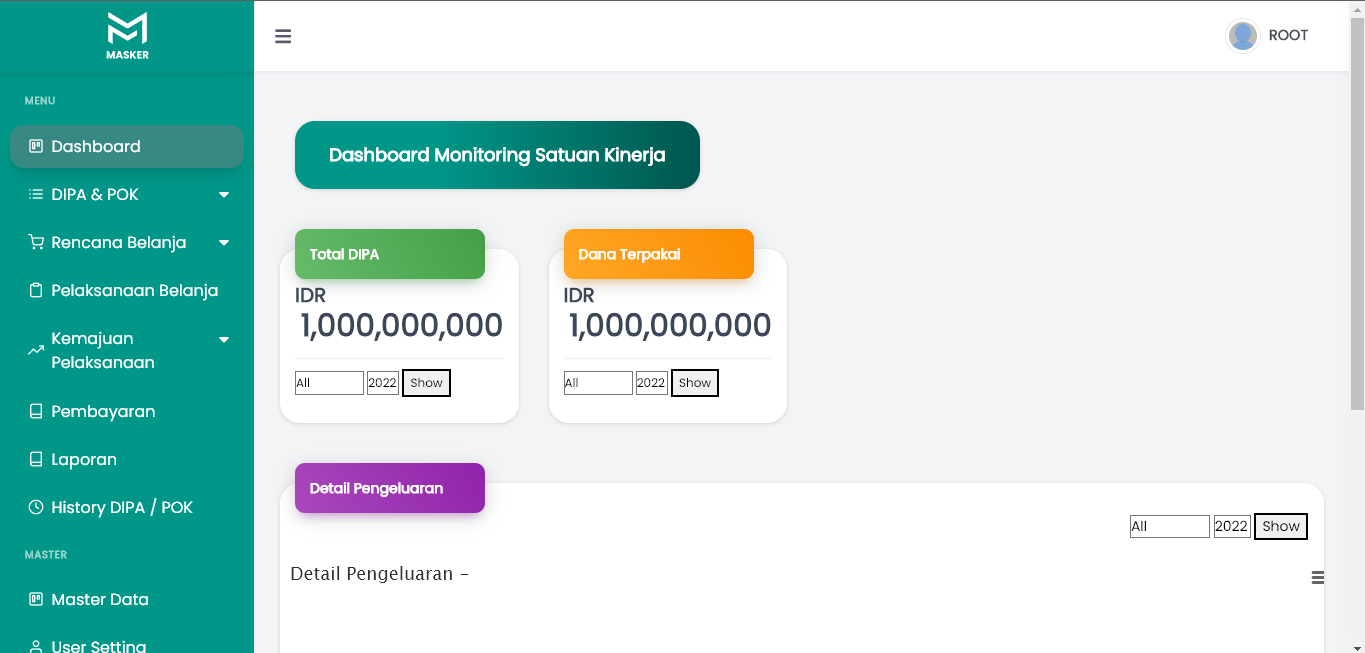 MASKER
ROOT
MENU
Dashboard
DIPA & POK
Rencana Belanja
Pelaksanaan Belanja
Kemajuan
Pelaksanaan
Pembayaran
Laporan
History DIPA / POK
MASTER
Master Data
User Setting
Dashboard Monitoring Satuan Kinerja
Total DIPA
IDR
1,000,000,000
All 2022 Show
Dana Terpakai
IDR
1,000,000,000
All 2022 Show
Detail Pengeluaran
All 2022 Show
Detail Pengeluaran -